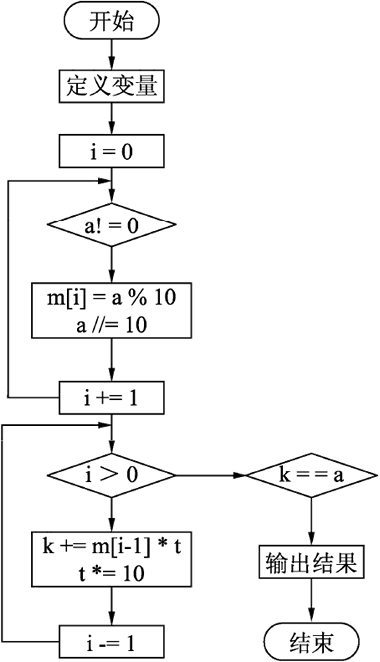 开始
定义变量
i = 0
a! = 0
m[i] = a % 10
a //= 10
i += 1
i > 0
k == a
k += m[i-1] * t
t *= 10
输出结果
i -= 1
结束